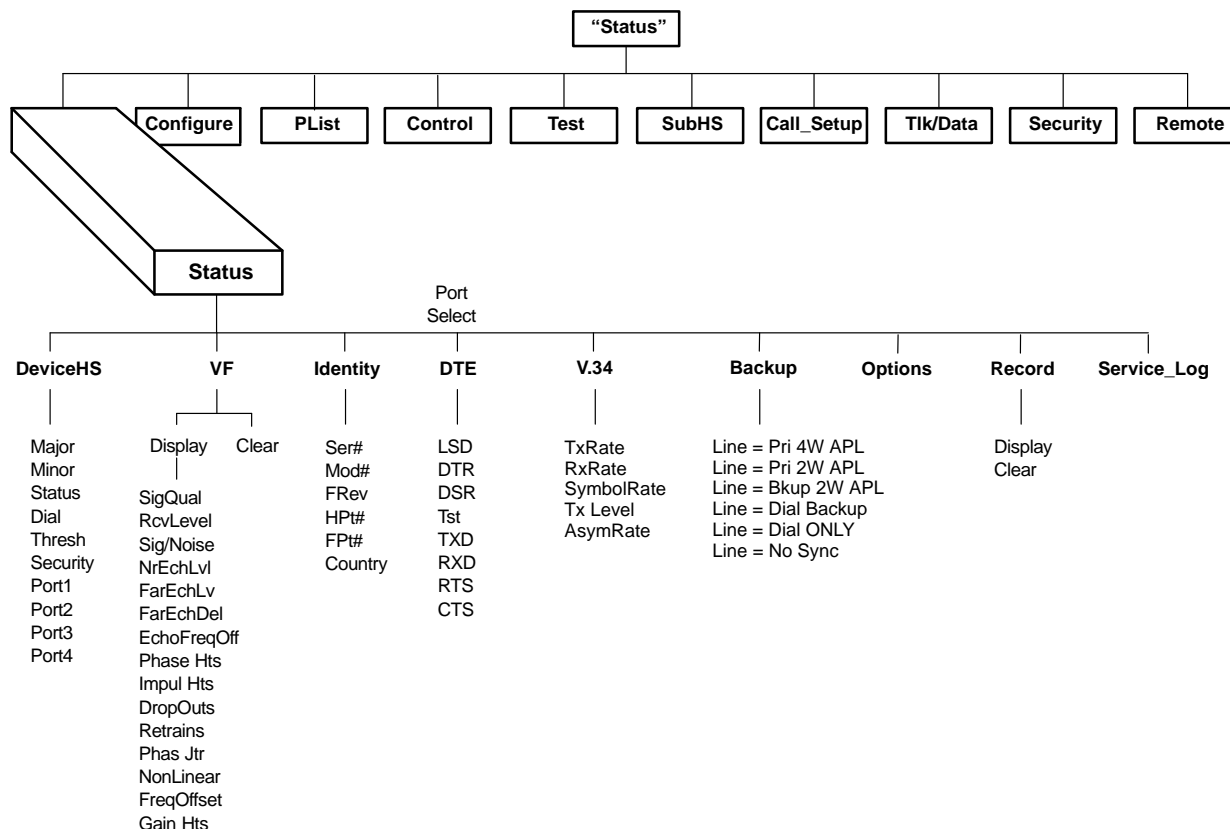 “Status”
Configure
PList
Control
Test
SubHS
Call_Setup
Tlk/Data
Security
Remote
Status
Port
Select
DeviceHS
VF
Identity
DTE
V.34
Backup
Options
Record
Service_Log
Major
Minor
Status
Dial
Thresh
Security
Port1
Port2
Port3
Port4
Display
Clear
SigQual
RcvLevel
Sig/Noise
NrEchLvl
FarEchLv
FarEchDel
EchoFreqOff
Phase Hts
Impul Hts
DropOuts
Retrains
Phas Jtr
NonLinear
FreqOffset
Gain Hts
Ser#
Mod#
FRev
HPt#
FPt#
Country
LSD
DTR
DSR
Tst
TXD
RXD
RTS
CTS
TxRate
RxRate
SymbolRate
Tx Level
AsymRate
Line = Pri 4W APL
Line = Pri 2W APL
Line = Bkup 2W APL
Line = Dial Backup
Line = Dial ONLY
Line = No Sync
Display
Clear